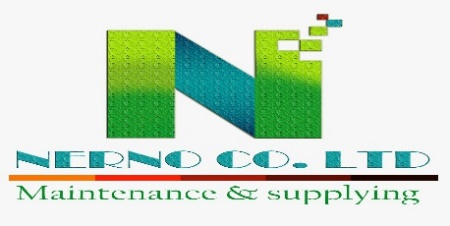 N
NERNO CO. LTD
Maintenance & supplying